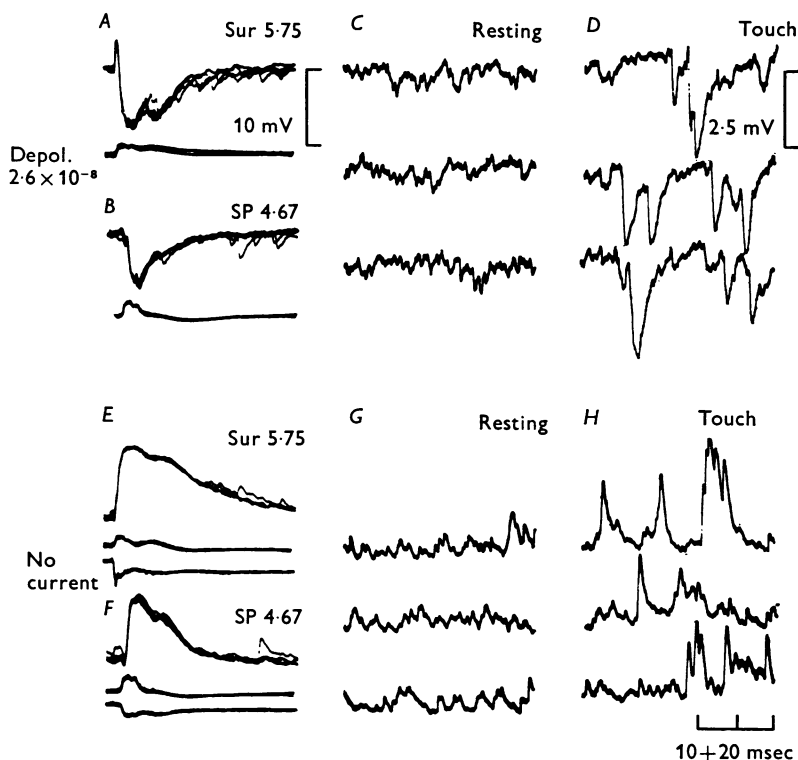 A
Sur 5·75
C
Resting
D
Touch
10 mV
2·5 mV
Depol.
2·6 × 10⁻⁸
B
SP 4·67
E
Sur 5·75
G
Resting
H
Touch
No
current
F
SP 4·67
10+20 msec